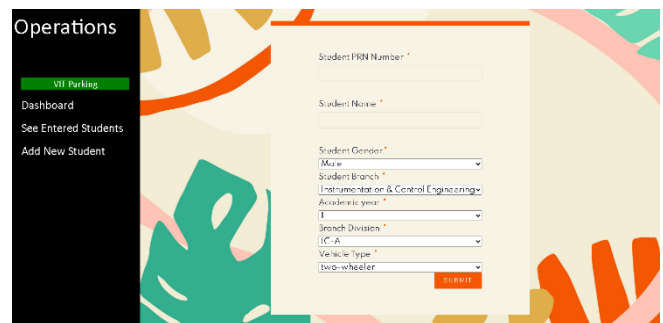 Operations
VIT Parking
Dashboard
See Entered Students
Add New Student
Student PRN Number *
Student Name *
Student Gender *
Male
Student Branch *
Instrumentation & Control Engineering
Academic year *
1
Branch Division *
IC-A
Vehicle Type *
two-wheeler
SUBMIT